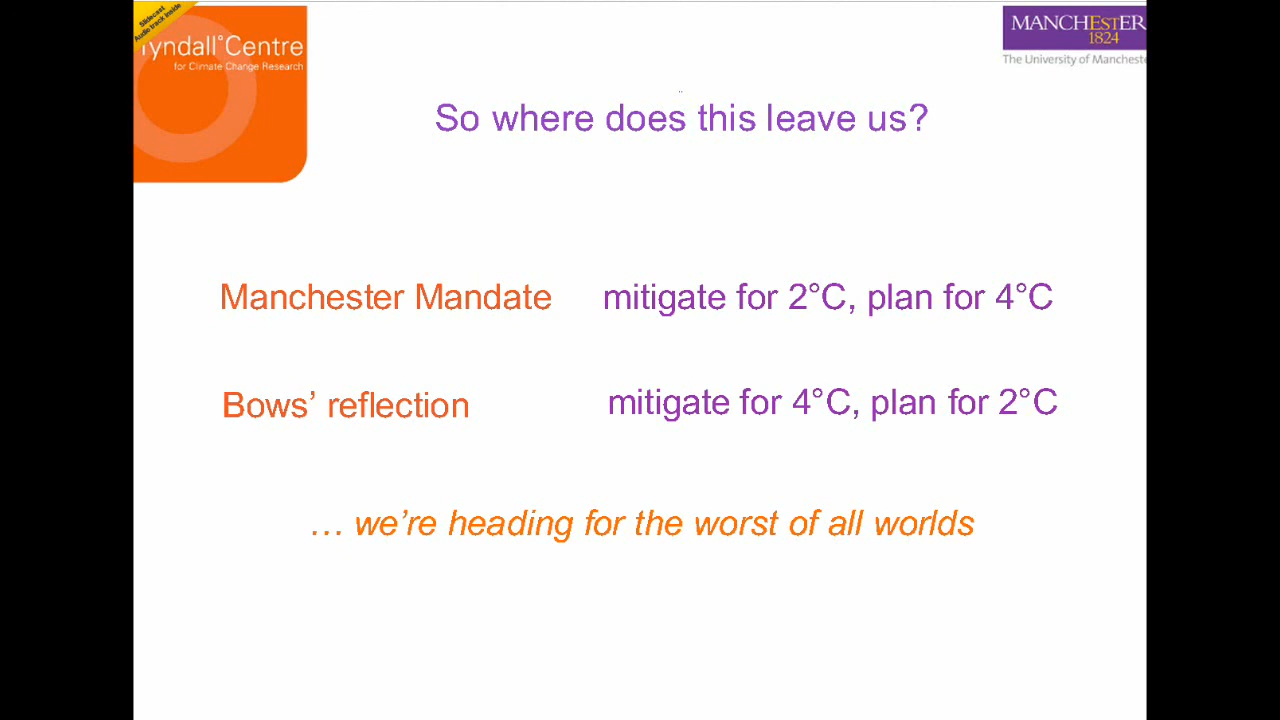 Slidecast
Audio track inside
Tyndall°Centre
for Climate Change Research
MANCHESTER
1824
The University of Manchester
So where does this leave us?
Manchester Mandate mitigate for 2°C, plan for 4°C
Bows’ reflection mitigate for 4°C, plan for 2°C
… we’re heading for the worst of all worlds